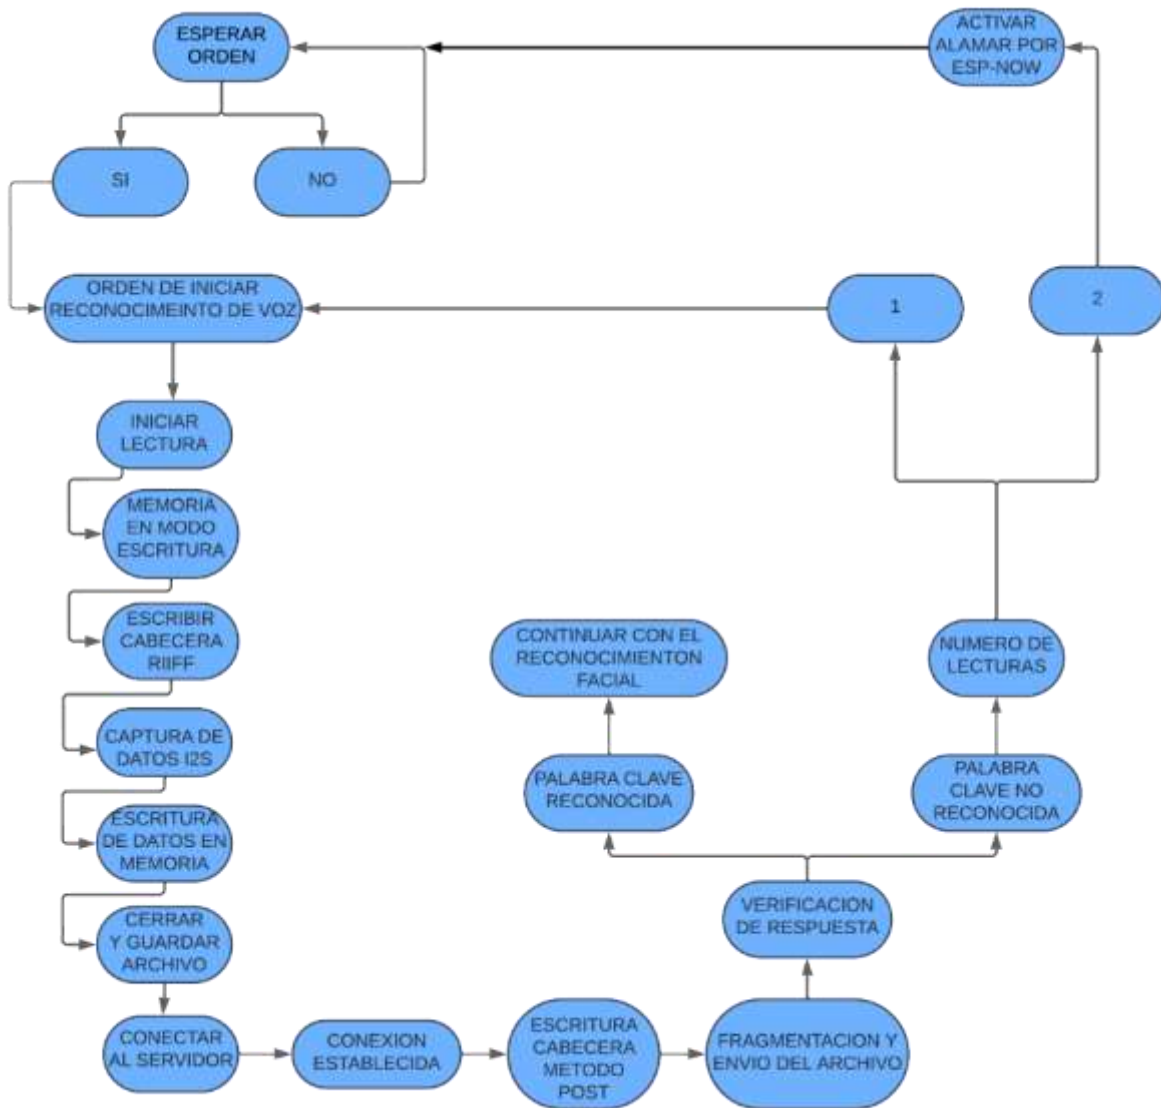 ESPERAR
ORDEN
ACTIVAR
ALAMAR POR
ESP-NOW
SI
NO
ORDEN DE INICIAR
RECONOCIMEINTO DE VOZ
1
2
INICIAR
LECTURA
MEMORIA
EN MODO
ESCRITURA
ESCRIBIR
CABECERA
RIIFF
CAPTURA DE
DATOS I2S
ESCRITURA
DE DATOS EN
MEMORIA
CERRAR
Y GUARDAR
ARCHIVO
CONECTAR
AL SERVIDOR
CONEXION
ESTABLECIDA
ESCRITURA
CABECERA
METODO
POST
FRAGMENTACION Y
ENVIO DEL ARCHIVO
VERIFICACION
DE RESPUESTA
PALABRA CLAVE
RECONOCIDA
PALABRA
CLAVE NO
RECONOCIDA
CONTINUAR CON EL
RECONOCIMIENTON
FACIAL
NUMERO DE
LECTURAS